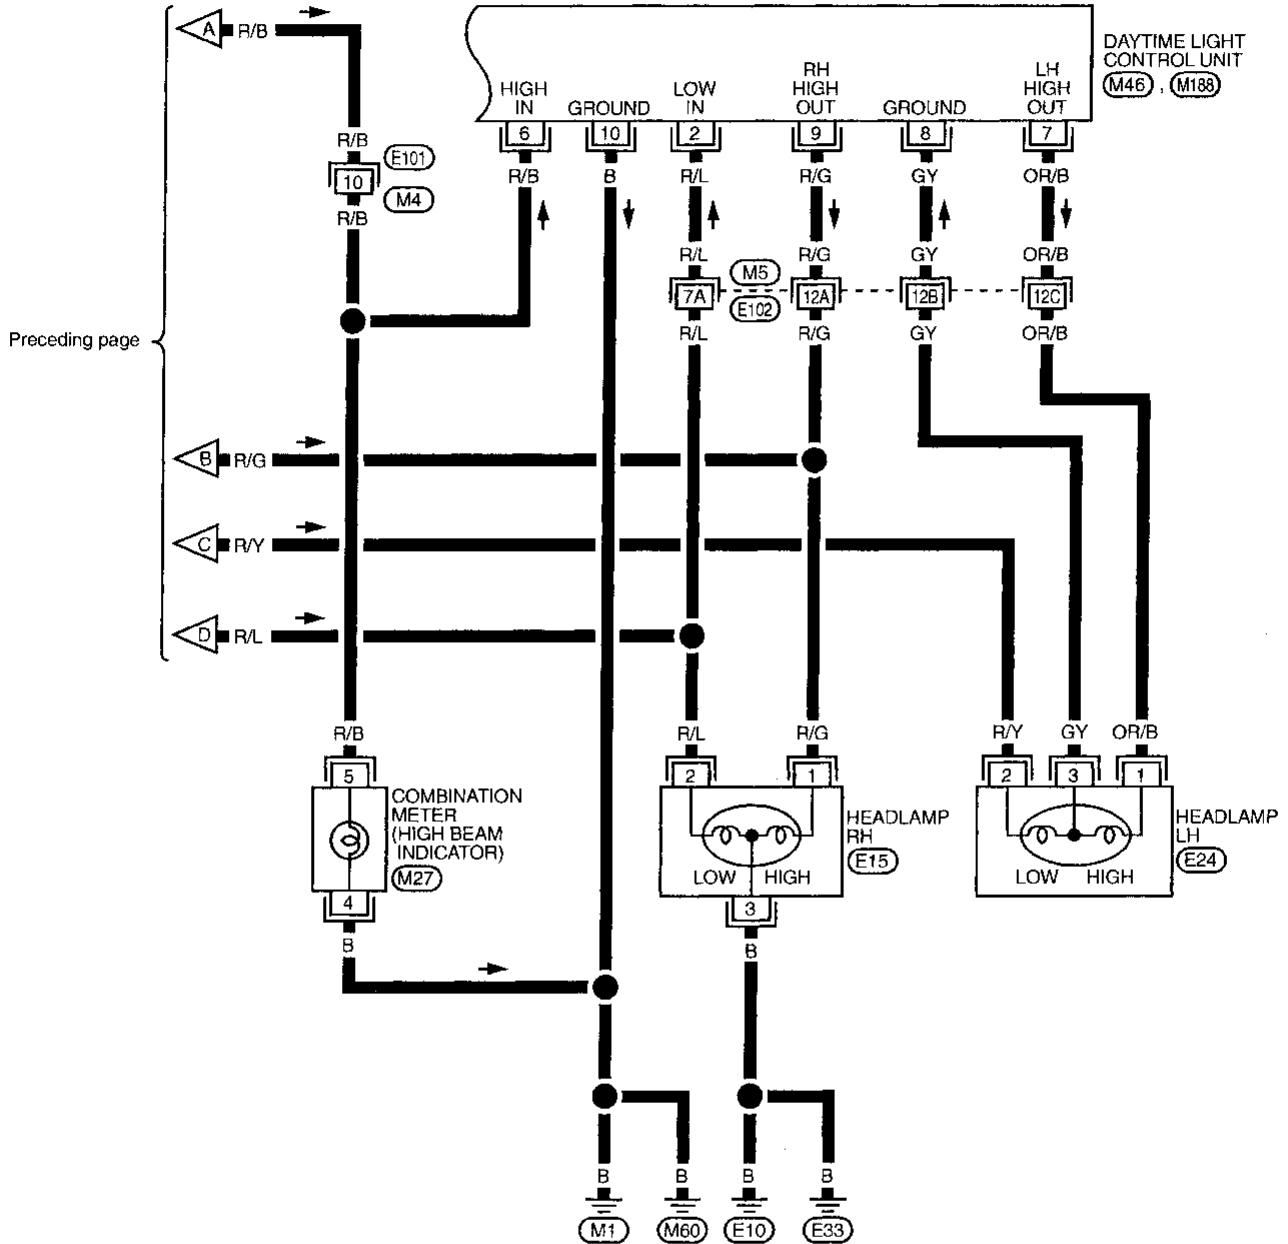 A R/B
DAYTIME LIGHT
CONTROL UNIT
M46 , M188
HIGH
IN
GROUND
LOW
IN
RH
HIGH
OUT
GROUND
LH
HIGH
OUT
6 10 2 9 8 7
R/B B R/L R/G GY OR/B
R/B
E101
10
M4
R/B
R/L R/G GY OR/B
M5
7A 12A 12B 12C
E102
R/L R/G GY OR/B
Preceding page
B R/G
C R/Y
D R/L
R/B R/L R/G R/Y GY OR/B
5 2 1 2 3 1
COMBINATION
METER
(HIGH BEAM
INDICATOR)
M27
HEADLAMP
RH
E15
LOW HIGH
HEADLAMP
LH
E24
LOW HIGH
4 3
B B
B B B B
M1 M60 E10 E33